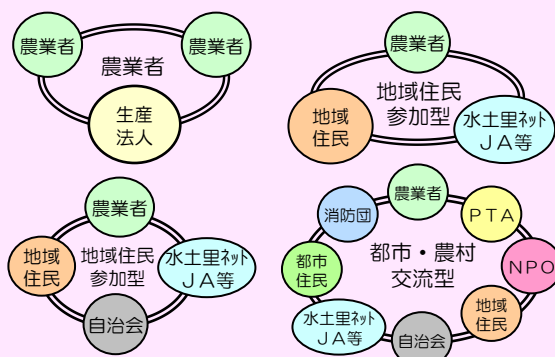 農業者
農業者
農業者
生産
法人
農業者
地域住民
参加型
地域
住民
水土里ネット
ＪＡ等
農業者
地域
住民
地域住民
参加型
水土里ネット
ＪＡ等
自治会
農業者
消防団
ＰＴＡ
都市・農村
交流型
都市
住民
ＮＰＯ
水土里ネット
ＪＡ等
地域
住民
自治会